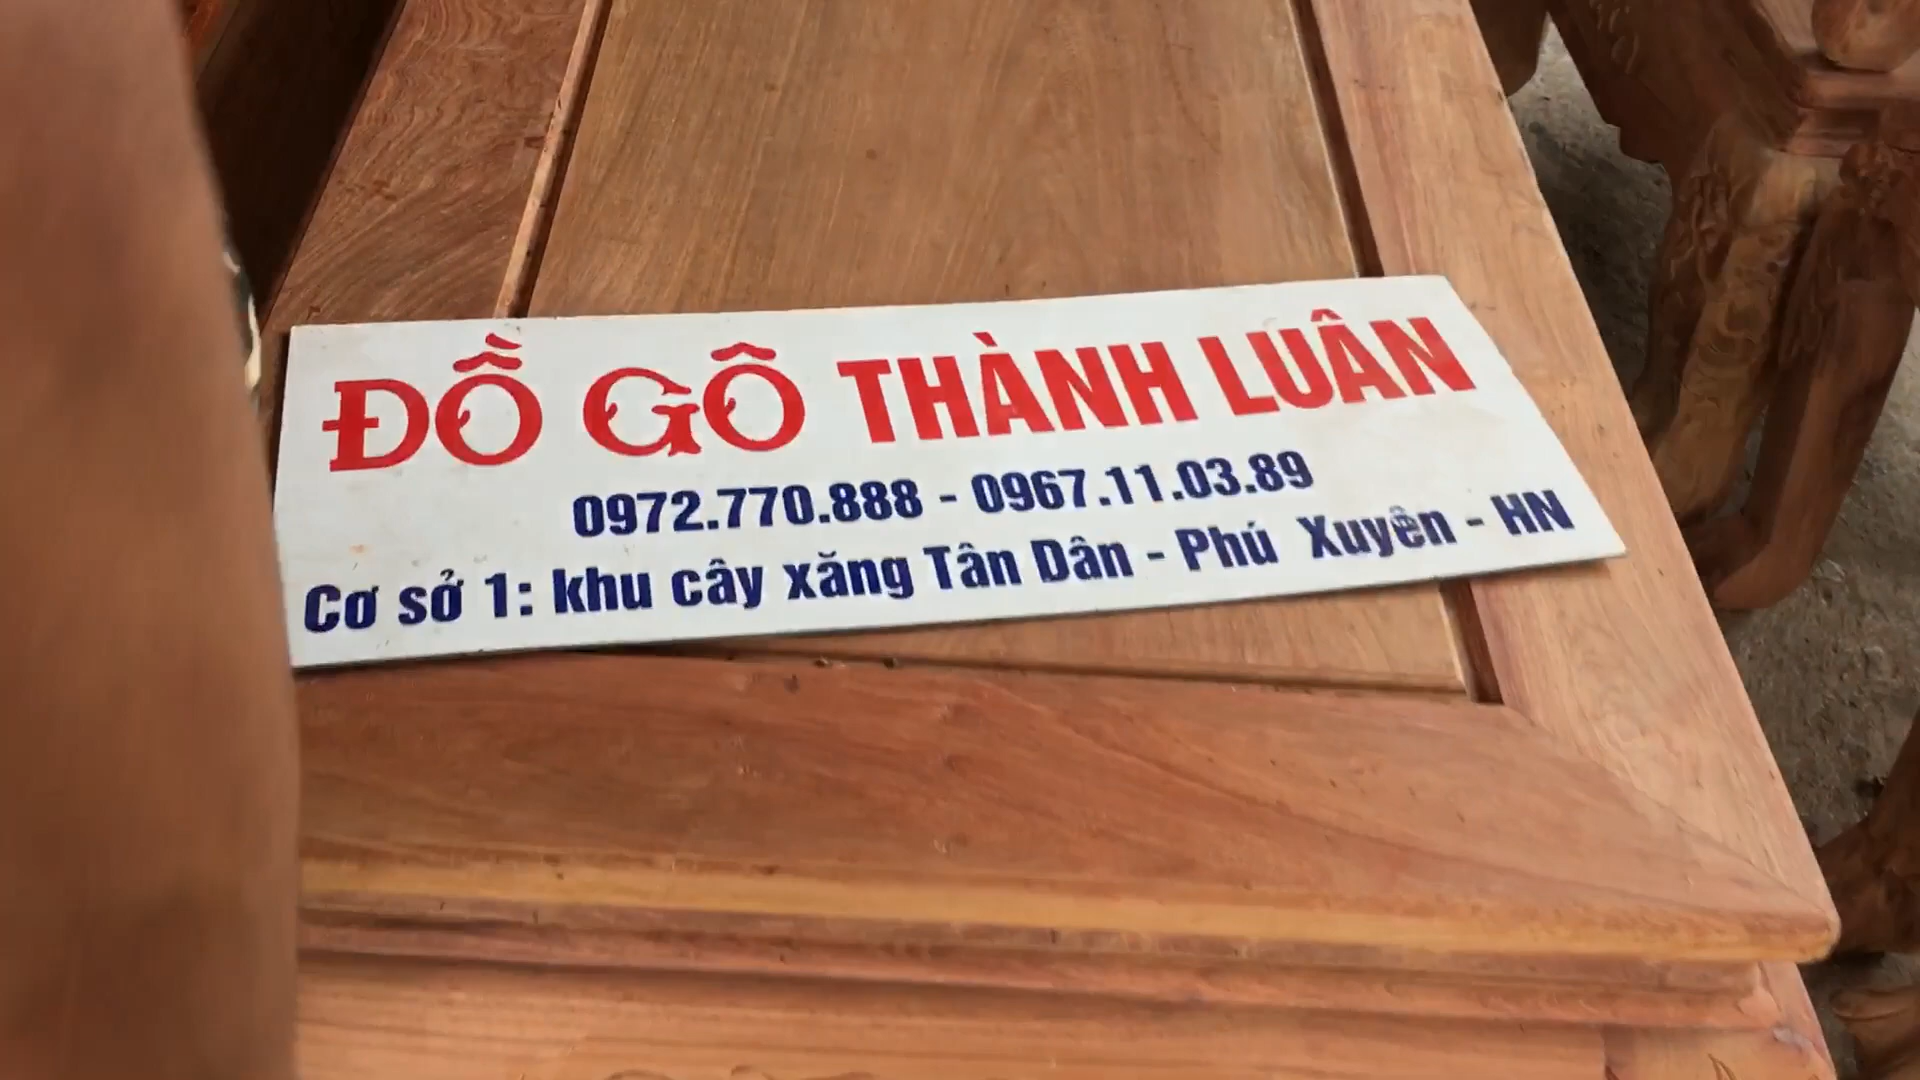 ĐỒ GÔ THÀNH LUÂN
0972.770.888 - 0967.11.03.89
Cơ sở 1: khu cây xăng Tân Dân - Phú Xuyên - HN